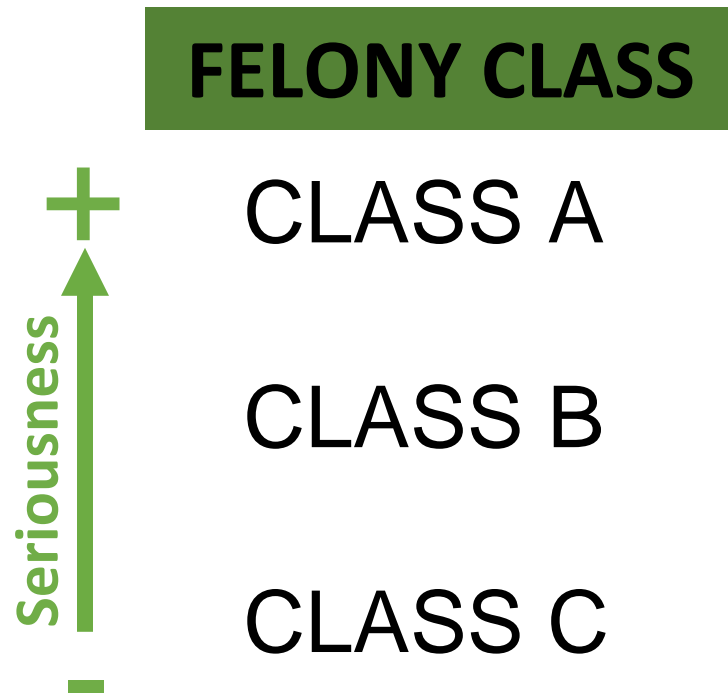 FELONY CLASS
+
CLASS A
Seriousness
CLASS B
CLASS C
-